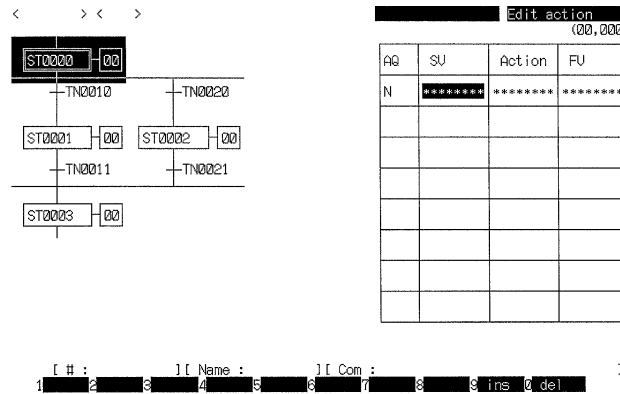 <          > <     >
Edit action
(00,000
ST0000 00
TN0010 TN0020
ST0001 00 ST0002 00
TN0011 TN0021
ST0003 00
AQ SV Action FV
N ******** ******** ********
[ # : ][ Name : ][ Com : ]
1 2 3 4 5 6 7 8 9 ins 0 del